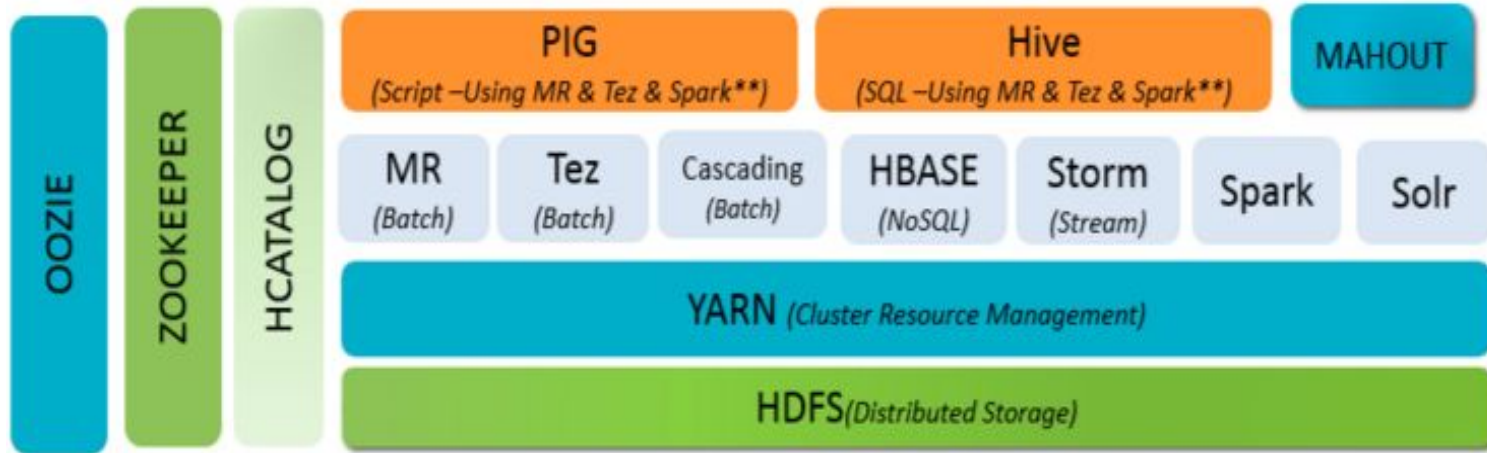 OOZIE
ZOOKEEPER
HCATALOG
PIG
(Script –Using MR & Tez & Spark**)
Hive
(SQL –Using MR & Tez & Spark**)
MAHOUT
MR
(Batch)
Tez
(Batch)
Cascading
(Batch)
HBASE
(NoSQL)
Storm
(Stream)
Spark
Solr
YARN (Cluster Resource Management)
HDFS(Distributed Storage)